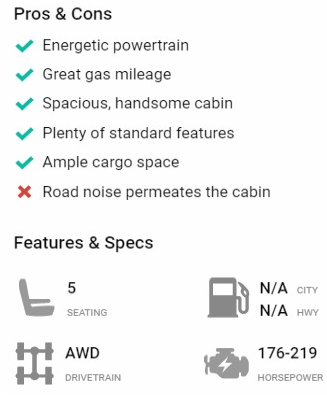 Pros & Cons
Energetic powertrain
Great gas mileage
Spacious, handsome cabin
Plenty of standard features
Ample cargo space
Road noise permeates the cabin
Features & Specs
5
SEATING
N/A CITY
N/A HWY
AWD
DRIVETRAIN
176-219
HORSEPOWER